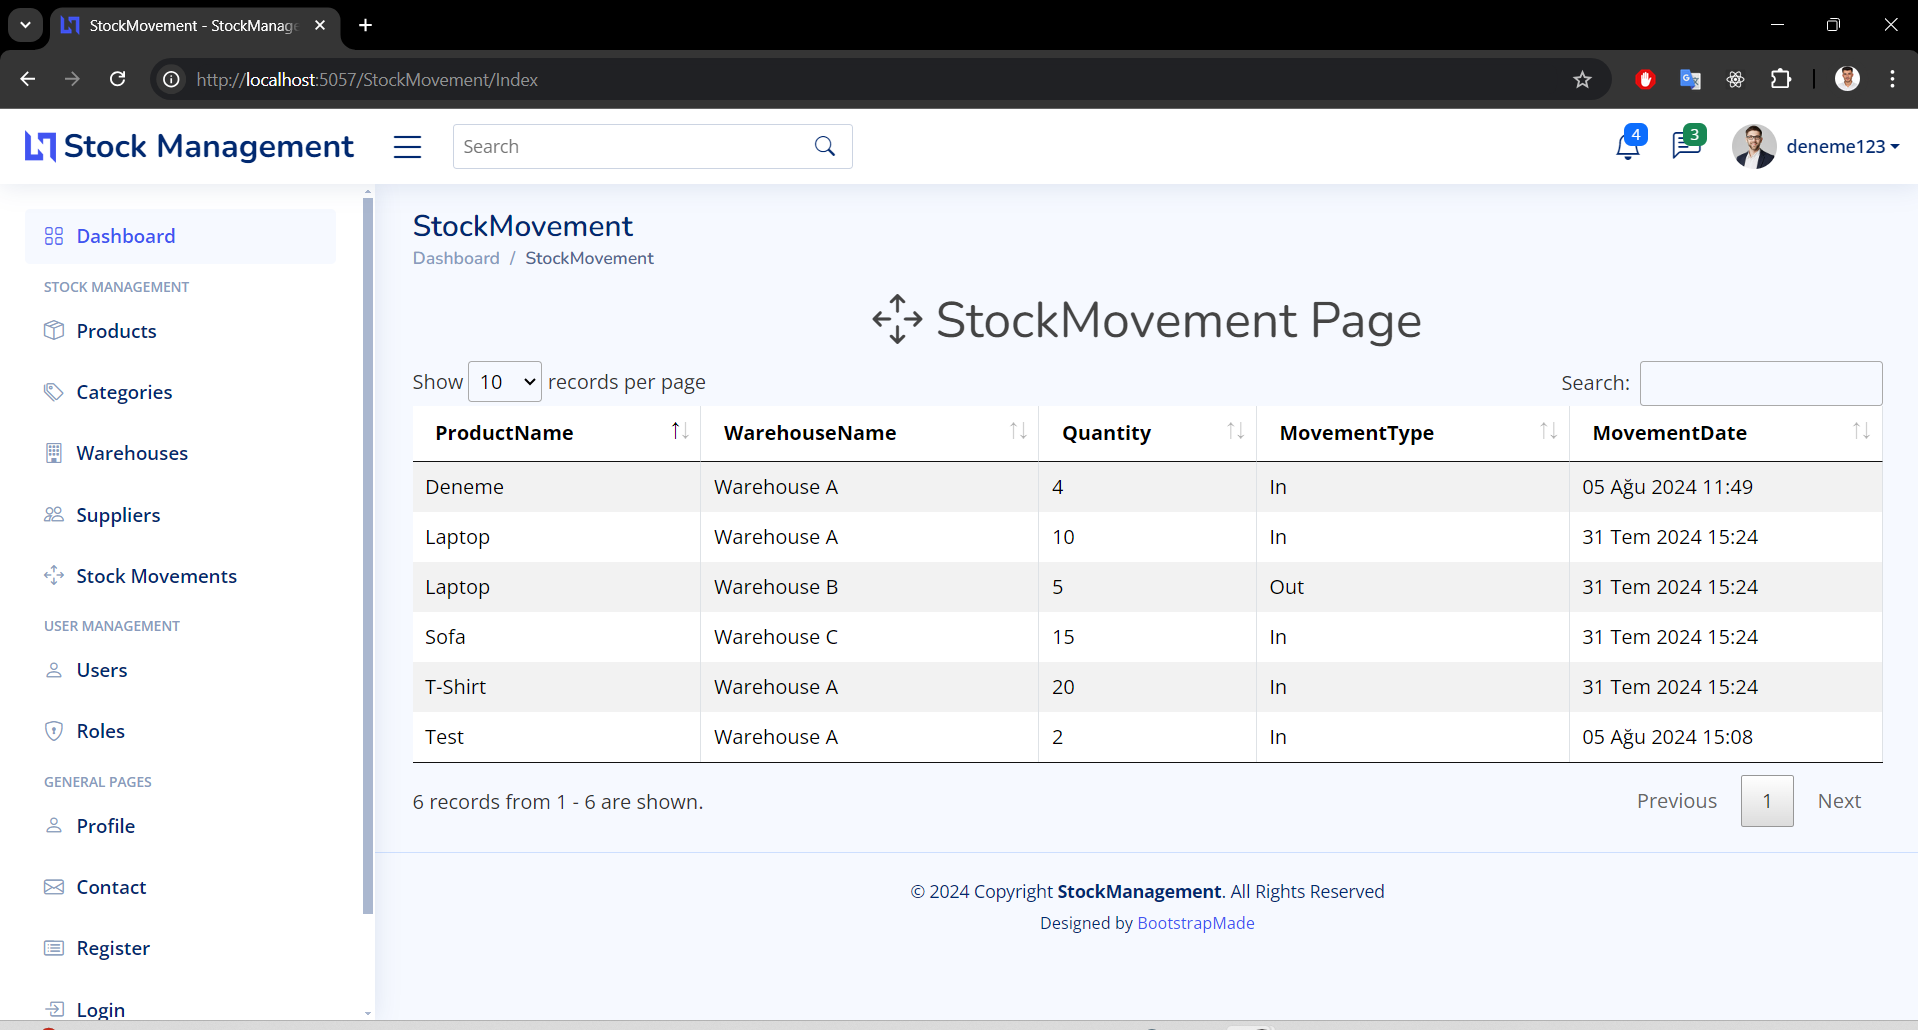 StockMovement - StockManage
http://localhost:5057/StockMovement/Index
Stock Management
Search
4
3
deneme123
Dashboard
STOCK MANAGEMENT
Products
Categories
Warehouses
Suppliers
Stock Movements
USER MANAGEMENT
Users
Roles
GENERAL PAGES
Profile
Contact
Register
Login
StockMovement
Dashboard / StockMovement
StockMovement Page
Show 10 records per page
Search:
ProductName WarehouseName Quantity MovementType MovementDate
Deneme Warehouse A 4 In 05 Ağu 2024 11:49
Laptop Warehouse A 10 In 31 Tem 2024 15:24
Laptop Warehouse B 5 Out 31 Tem 2024 15:24
Sofa Warehouse C 15 In 31 Tem 2024 15:24
T-Shirt Warehouse A 20 In 31 Tem 2024 15:24
Test Warehouse A 2 In 05 Ağu 2024 15:08
6 records from 1 - 6 are shown.
Previous 1 Next
© 2024 Copyright StockManagement. All Rights Reserved
Designed by BootstrapMade